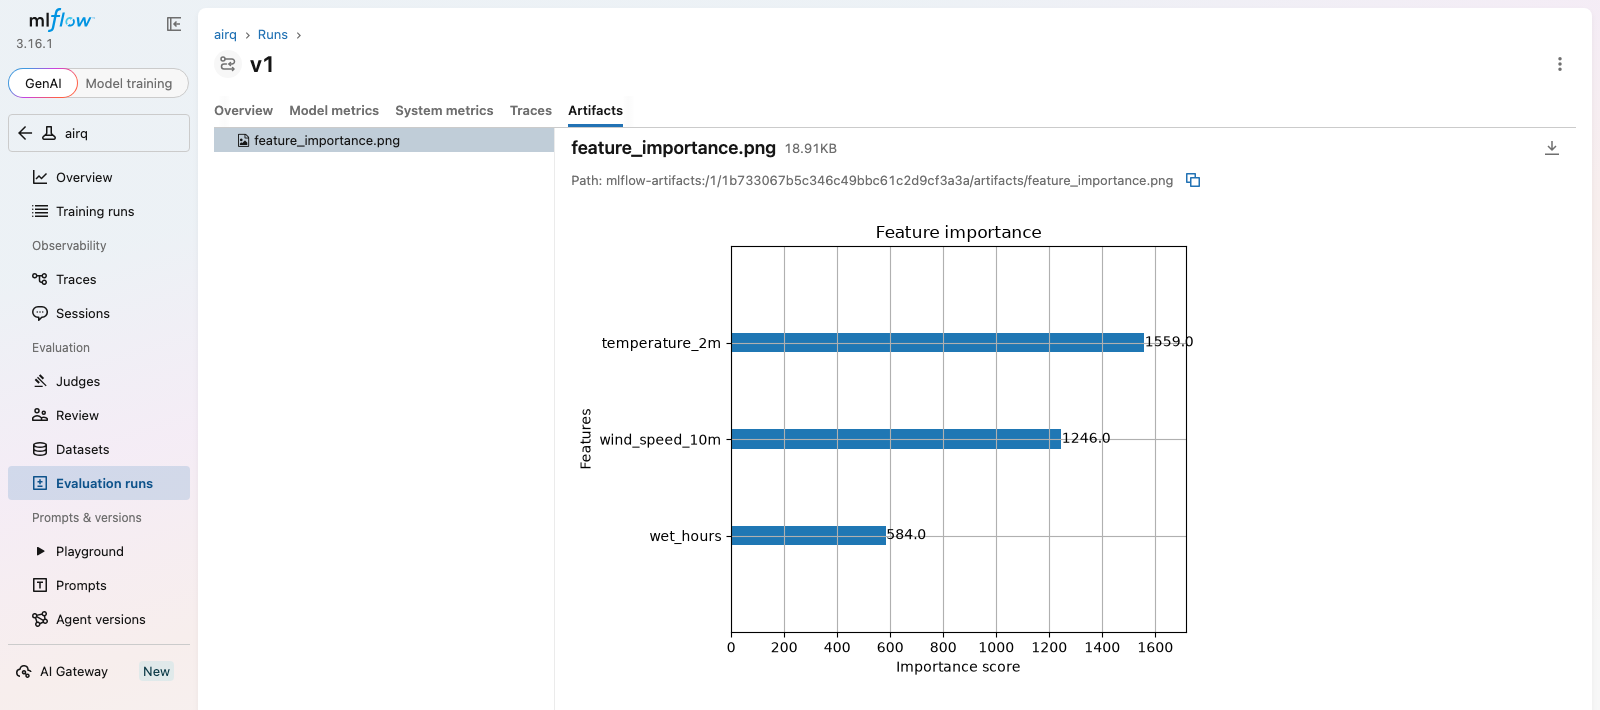 mlflow
3.16.1
GenAI
Model training
airq
Overview
Training runs
Observability
Traces
Sessions
Evaluation
Judges
Review
Datasets
Evaluation runs
Prompts & versions
Playground
Prompts
Agent versions
AI Gateway New
airq › Runs ›
v1
Overview Model metrics System metrics Traces Artifacts
feature_importance.png
feature_importance.png 18.91KB
Path: mlflow-artifacts:/1/1b733067b5c346c49bbc61c2d9cf3a3a/artifacts/feature_importance.png
Feature importance
Features
temperature_2m 1559.0
wind_speed_10m 1246.0
wet_hours 584.0
0 200 400 600 800 1000 1200 1400 1600
Importance score